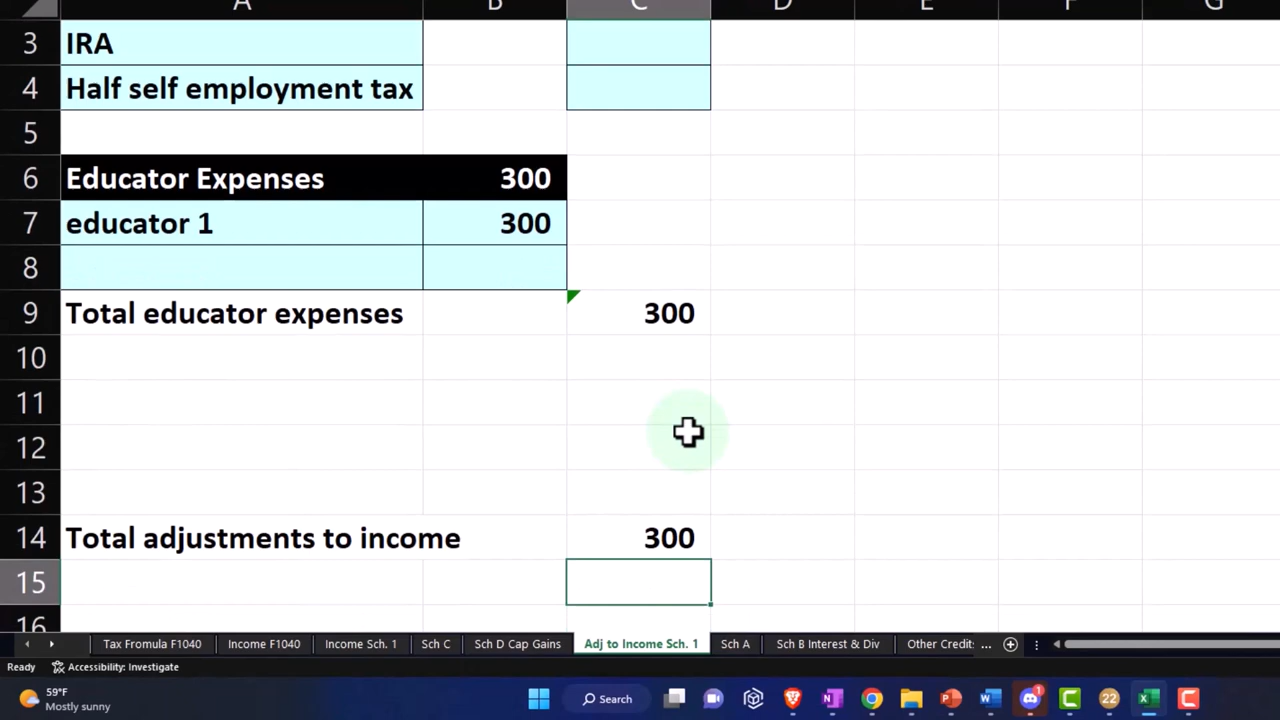 A B C D E F G
3 IRA
4 Half self employment tax
5
6 Educator Expenses 300
7 educator 1 300
8
9 Total educator expenses 300
10
11
12
13
14 Total adjustments to income 300
15
16
Tax Formula F1040 Income F1040 Income Sch. 1 Sch C Sch D Cap Gains Adj to Income Sch. 1 Sch A Sch B Interest & Div Other Credits ...
Ready Accessibility: Investigate
59°F
Mostly sunny
Search
1
22